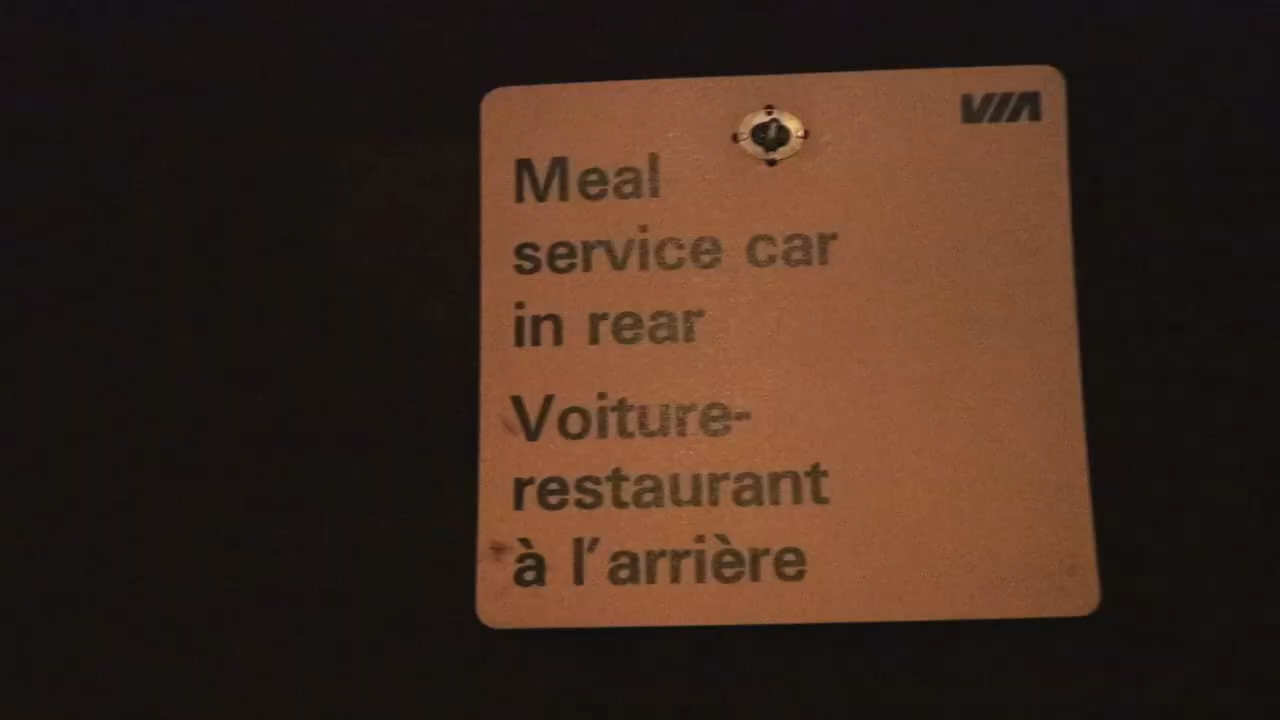 VIA
Meal
service car
in rear
Voiture-
restaurant
à l'arrière